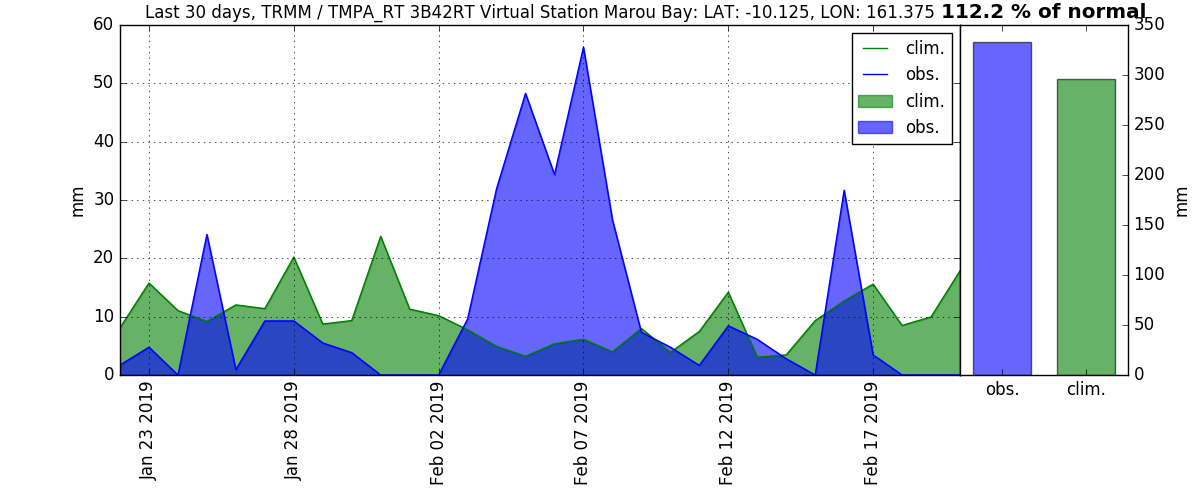 Last 30 days, TRMM / TMPA_RT 3B42RT Virtual Station Marou Bay: LAT: -10.125, LON: 161.375 112.2 % of normal
60
50
40
30
20
10
0
mm
clim.
obs.
clim.
obs.
350
300
250
200
150
100
50
0
mm
Jan 23 2019
Jan 28 2019
Feb 02 2019
Feb 07 2019
Feb 12 2019
Feb 17 2019
obs.
clim.